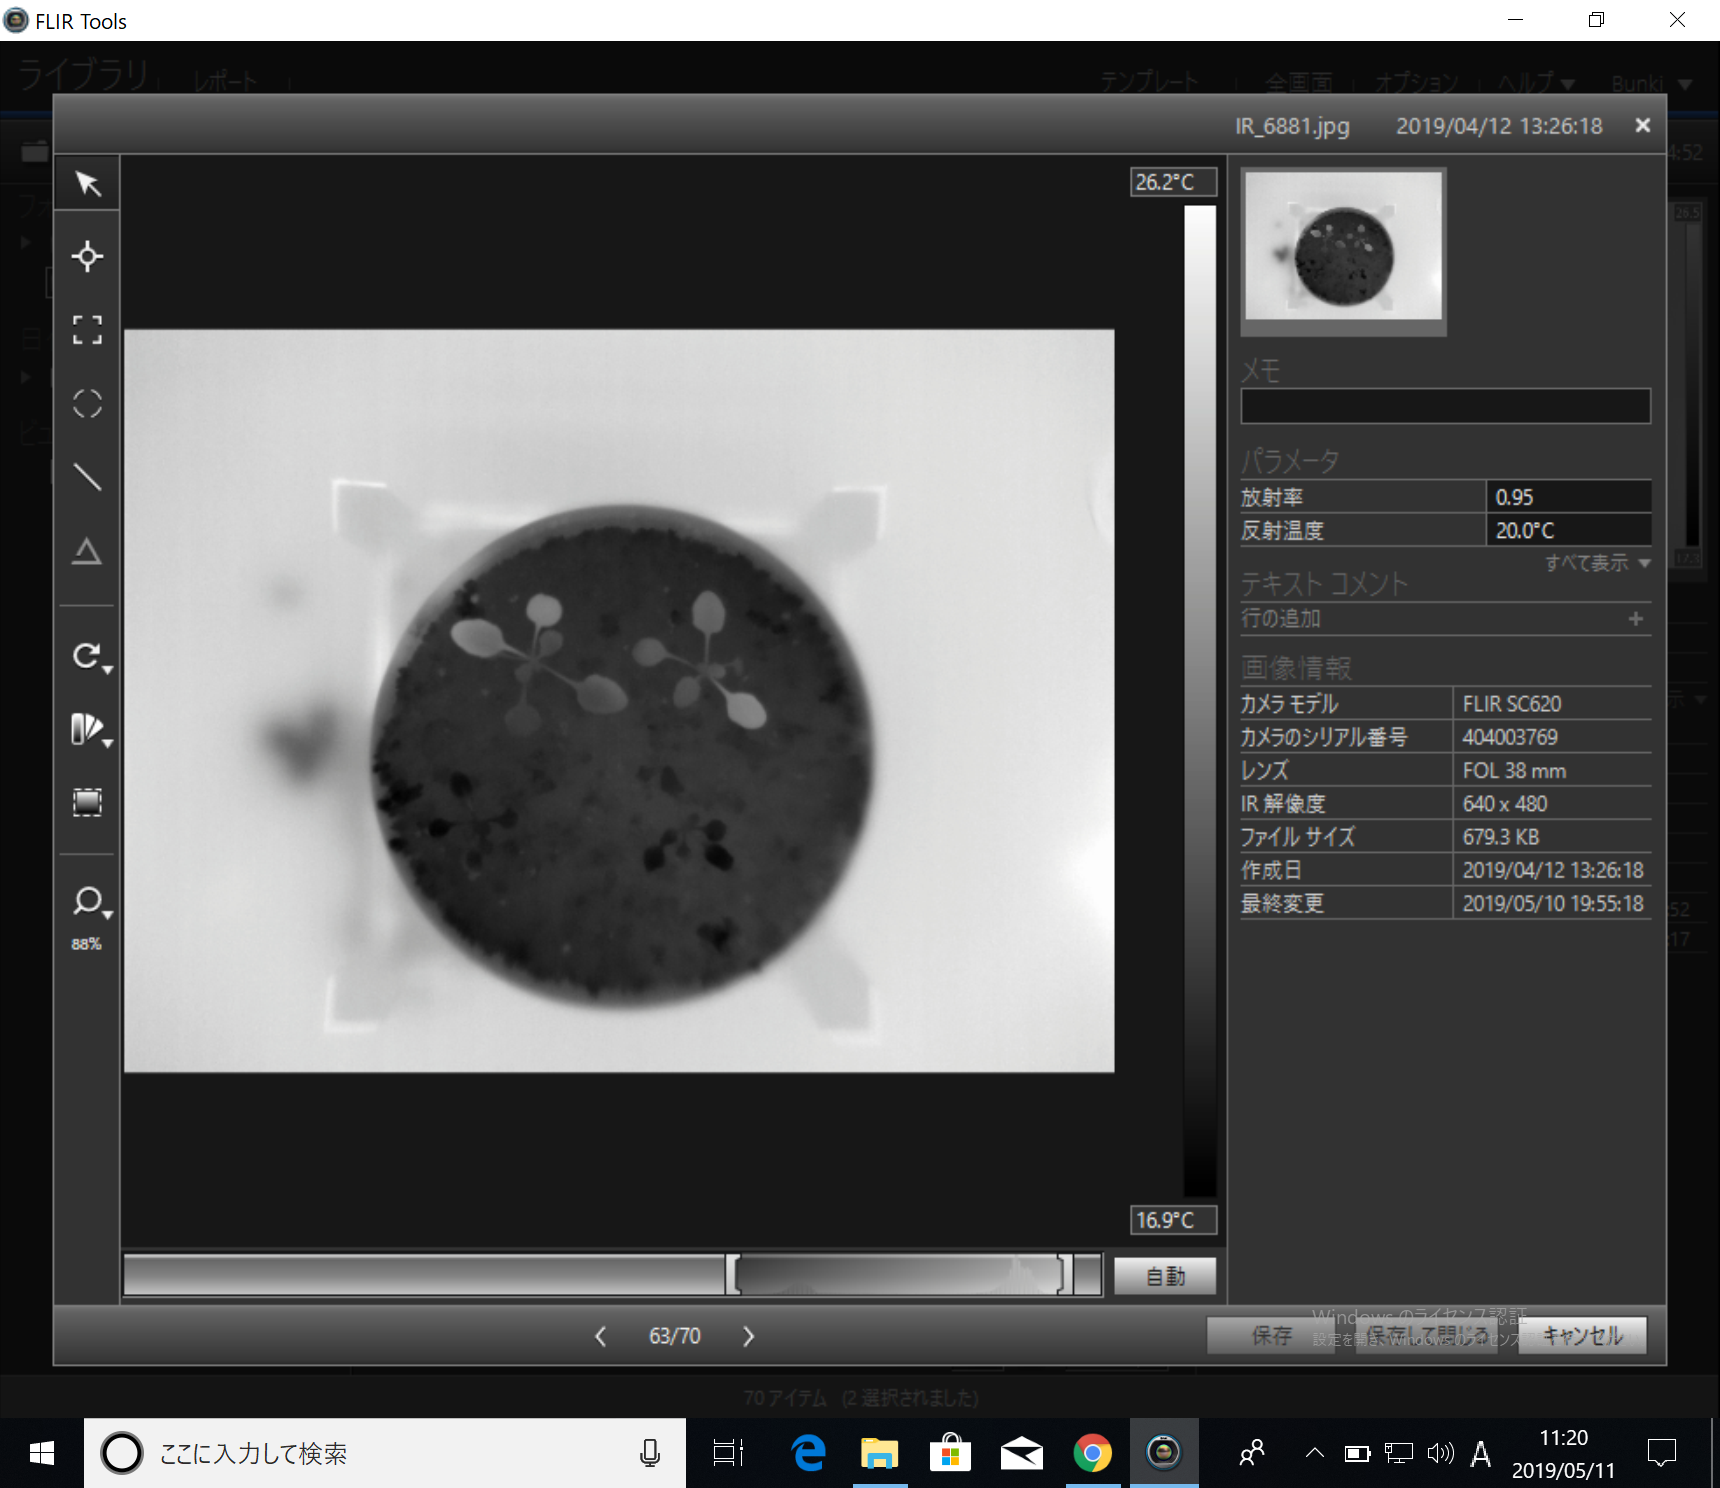 FLIR Tools
ライブラリ レポート テンプレート 全画面 オプション ヘルプ Bunki
IR_6881.jpg 2019/04/12 13:26:18
4:52
26.2°C
26.5
メモ
パラメータ
放射率 0.95
反射温度 20.0°C
すべて表示
17.3
テキスト コメント
行の追加 +
画像情報
カメラ モデル FLIR SC620
カメラのシリアル番号 404003769
レンズ FOL 38 mm
IR 解像度 640 x 480
ファイル サイズ 679.3 KB
作成日 2019/04/12 13:26:18
最終変更 2019/05/10 19:55:18
:52
:17
88%
16.9°C
自動
63/70
保存 保存して閉じる キャンセル
Windows のライセンス認証
設定を開き、Windows のライセンス
70 アイテム (2 選択されました)
ここに入力して検索
A
11:20
2019/05/11